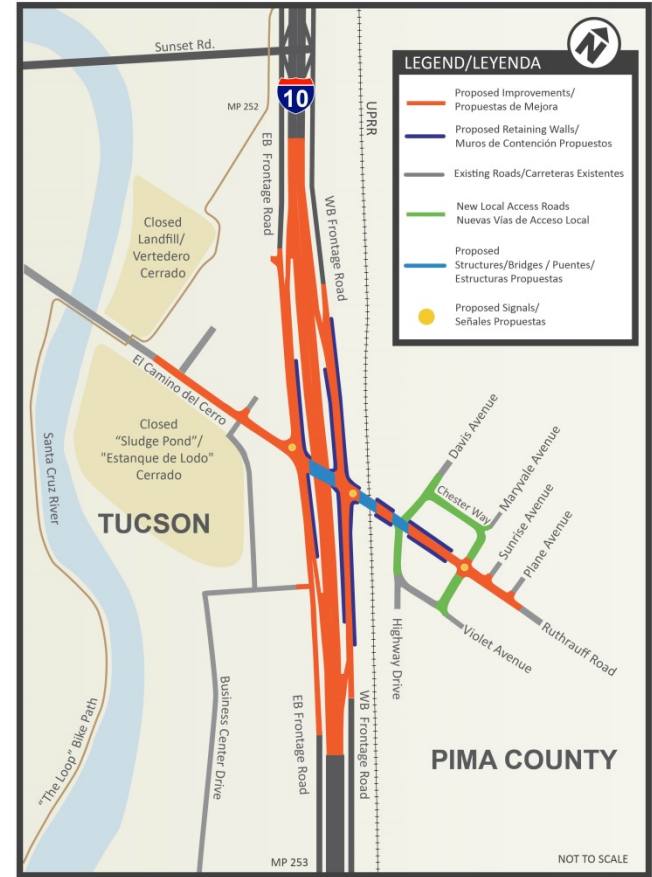 N
LEGEND/LEYENDA
Proposed Improvements/
Propuestas de Mejora
Proposed Retaining Walls/
Muros de Contención Propuestos
Existing Roads/Carreteras Existentes
New Local Access Roads
Nuevas Vías de Acceso Local
Proposed
Structures/Bridges / Puentes/
Estructuras Propuestas
Proposed Signals/
Señales Propuestas
Sunset Rd.
10
MP 252
UPRR
EB Frontage Road
WB Frontage Road
Closed
Landfill/
Vertedero
Cerrado
El Camino del Cerro
Closed
"Sludge Pond"/
"Estanque de Lodo"
Cerrado
Santa Cruz River
TUCSON
Davis Avenue
Chester Way
Maryvale Avenue
Sunrise Avenue
Plane Avenue
Ruthrauff Road
Violet Avenue
Highway Drive
Business Center Drive
EB Frontage Road
WB Frontage Road
"The Loop" Bike Path
PIMA COUNTY
MP 253
NOT TO SCALE